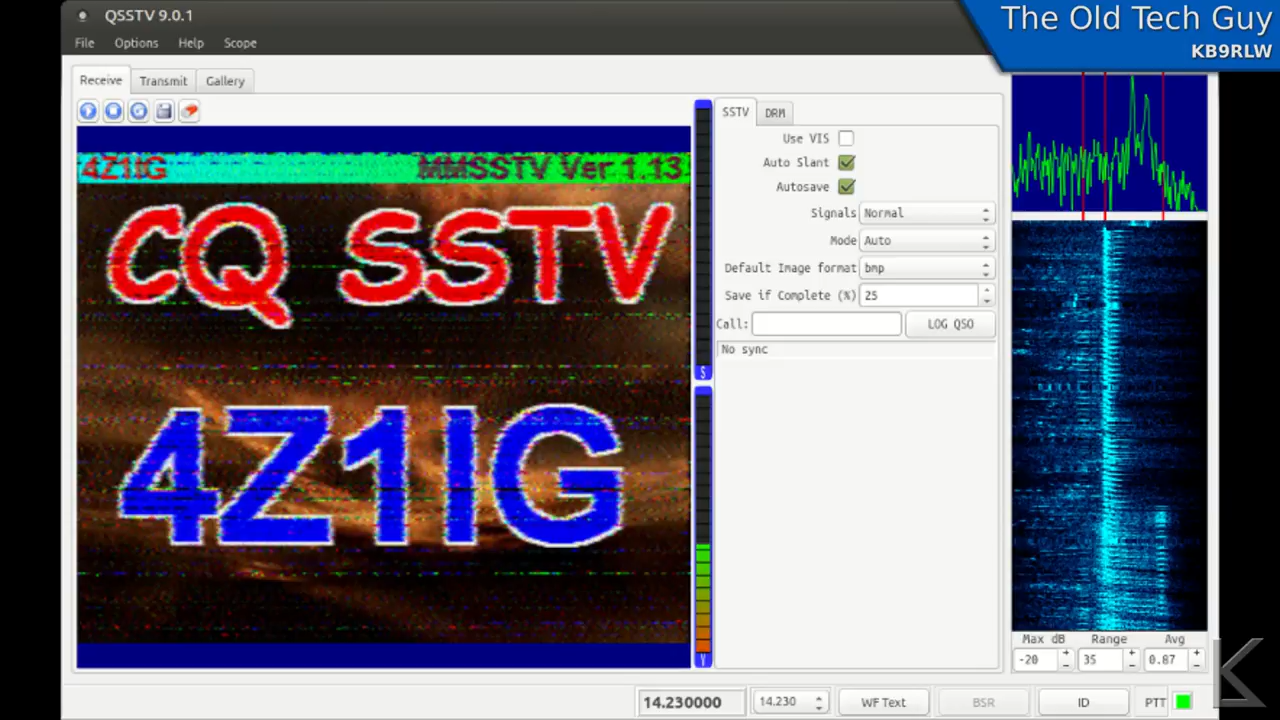 QSSTV 9.0.1
The Old Tech Guy
KB9RLW
File Options Help Scope
Receive Transmit Gallery
SSTV DRM
Use VIS
4Z1IG MMSSTV Ver 1.13
Auto Slant
Autosave
CQ SSTV
Signals Normal
Mode Auto
Default Image format bmp
Save if Complete (%) 25
Call: LOG QSO
No sync
S
4Z1IG
V
Max dB Range Avg
-20 35 0.87
14.230000 14.230 WF Text BSR ID PTT
K